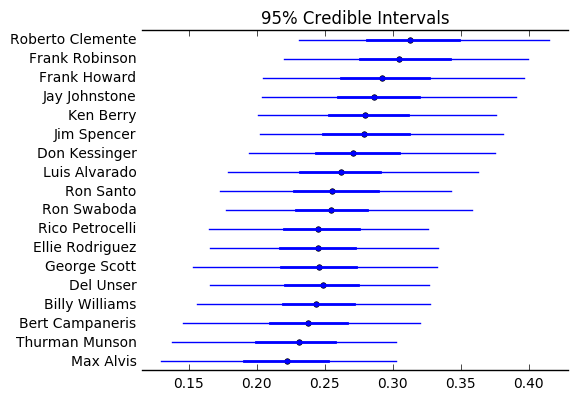 95% Credible Intervals
Roberto Clemente
Frank Robinson
Frank Howard
Jay Johnstone
Ken Berry
Jim Spencer
Don Kessinger
Luis Alvarado
Ron Santo
Ron Swaboda
Rico Petrocelli
Ellie Rodriguez
George Scott
Del Unser
Billy Williams
Bert Campaneris
Thurman Munson
Max Alvis
0.15 0.20 0.25 0.30 0.35 0.40